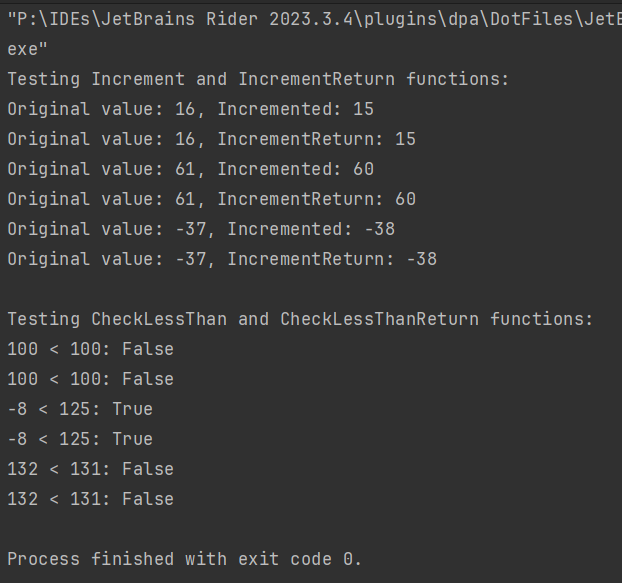 "P:\IDEs\JetBrains Rider 2023.3.4\plugins\dpa\DotFiles\JetB
exe"
Testing Increment and IncrementReturn functions:
Original value: 16, Incremented: 15
Original value: 16, IncrementReturn: 15
Original value: 61, Incremented: 60
Original value: 61, IncrementReturn: 60
Original value: -37, Incremented: -38
Original value: -37, IncrementReturn: -38
Testing CheckLessThan and CheckLessThanReturn functions:
100 < 100: False
100 < 100: False
-8 < 125: True
-8 < 125: True
132 < 131: False
132 < 131: False
Process finished with exit code 0.